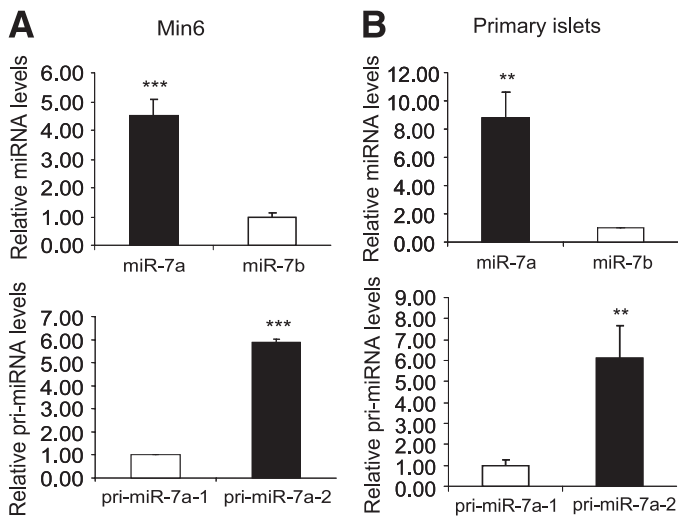 A
Min6
Relative miRNA levels
6.00
5.00
4.00
3.00
2.00
1.00
0.00
***
miR-7a
miR-7b
Relative pri-miRNA levels
7.00
6.00
5.00
4.00
3.00
2.00
1.00
0.00
***
pri-miR-7a-1
pri-miR-7a-2
B
Primary islets
Relative miRNA levels
12.00
10.00
8.00
6.00
4.00
2.00
0.00
**
miR-7a
miR-7b
Relative pri-miRNA levels
9.00
8.00
7.00
6.00
5.00
4.00
3.00
2.00
1.00
0.00
**
pri-miR-7a-1
pri-miR-7a-2